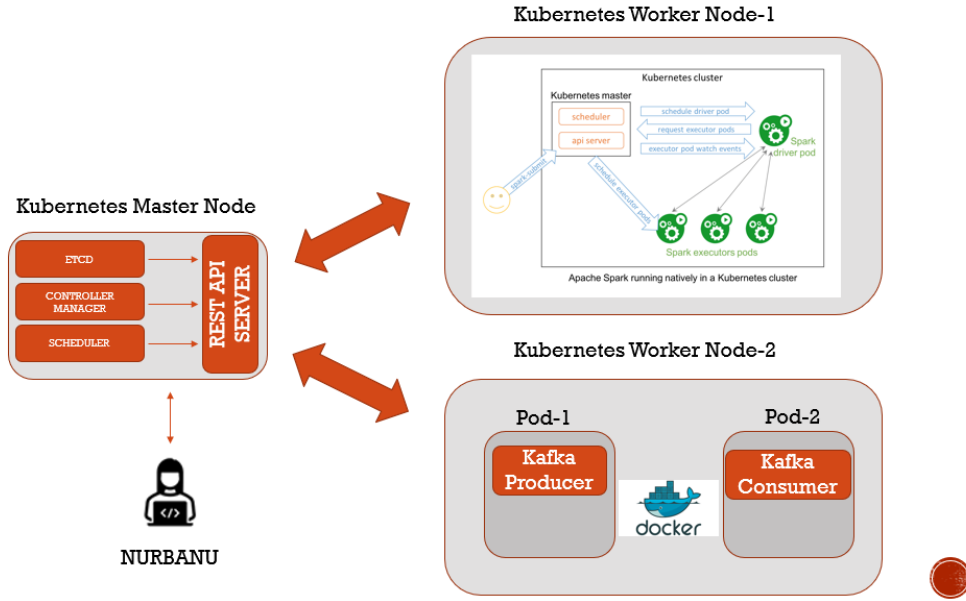 Kubernetes Worker Node-1
Kubernetes cluster
Kubernetes master
scheduler
api server
schedule driver pod
request executor pods
executor pod watch events
Spark
driver pod
spark-submit
schedule executor pods
Spark executors pods
Apache Spark running natively in a Kubernetes cluster
Kubernetes Master Node
ETCD
CONTROLLER
MANAGER
SCHEDULER
REST API
SERVER
NURBANU
Kubernetes Worker Node-2
Pod-1
Kafka
Producer
docker
Pod-2
Kafka
Consumer